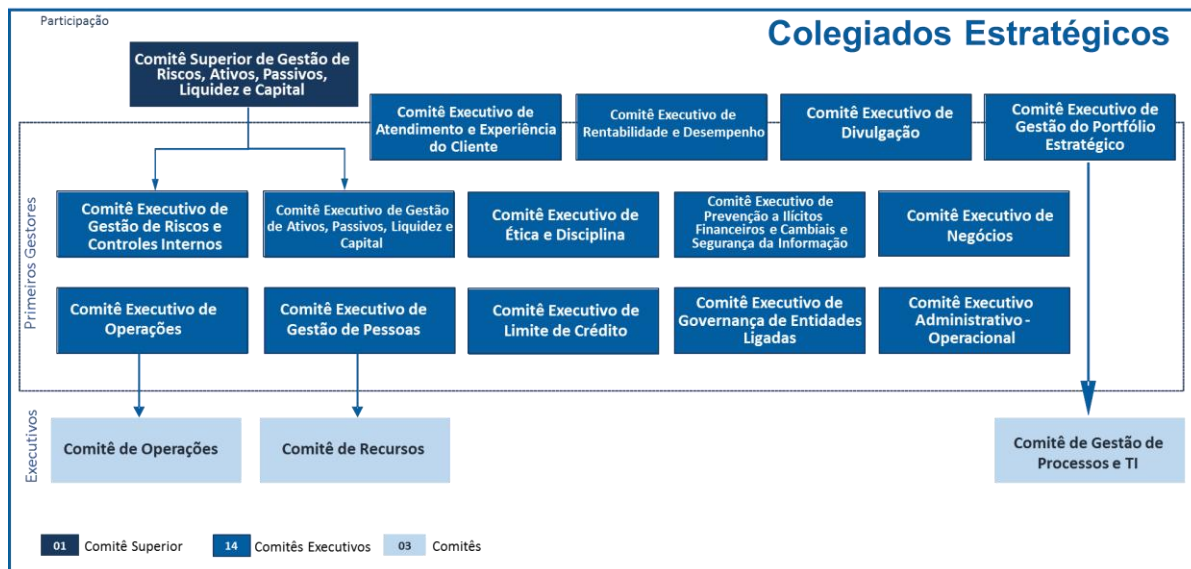 Participação
Colegiados Estratégicos
Comitê Superior de Gestão de
Riscos, Ativos, Passivos,
Liquidez e Capital
Comitê Executivo de
Atendimento e Experiência
do Cliente
Comitê Executivo de
Rentabilidade e Desempenho
Comitê Executivo de
Divulgação
Comitê Executivo de
Gestão do Portfólio
Estratégico
Primeiros Gestores
Comitê Executivo de
Gestão de Riscos e
Controles Internos
Comitê Executivo de Gestão
de Ativos, Passivos, Liquidez e
Capital
Comitê Executivo de
Ética e Disciplina
Comitê Executivo de
Prevenção a Ilícitos
Financeiros e Cambiais e
Segurança da Informação
Comitê Executivo de
Negócios
Comitê Executivo de
Operações
Comitê Executivo de
Gestão de Pessoas
Comitê Executivo de
Limite de Crédito
Comitê Executivo de
Governança de Entidades
Ligadas
Comitê Executivo
Administrativo-
Operacional
Executivos
Comitê de Operações
Comitê de Recursos
Comitê de Gestão de
Processos e TI
01 Comitê Superior
14 Comitês Executivos
03 Comitês